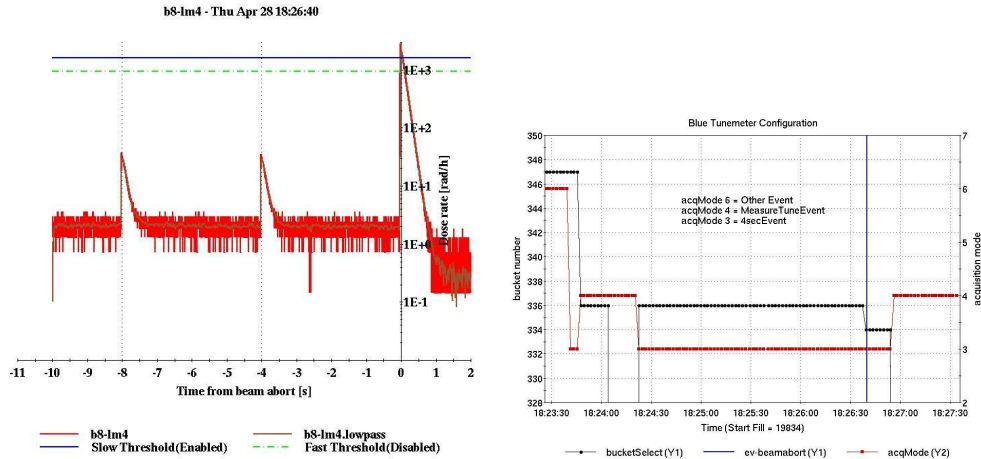 b8-lm4 - Thu Apr 28 18:26:40
1E+3
1E+2
1E+1
1E+0
1E-1
Dose rate [rad/h]
-11 -10 -9 -8 -7 -6 -5 -4 -3 -2 -1 0 1 2
Time from beam abort [s]
b8-lm4
b8-lm4.lowpass
Slow Threshold(Enabled)
Fast Threshold(Disabled)
Blue Tunemeter Configuration
350
348
346
344
342
340
338
336
334
332
330
328
bucket number
acqMode 6 = Other Event
acqMode 4 = MeasureTuneEvent
acqMode 3 = 4secEvent
7
6
5
4
3
2
acquisition mode
18:23:30 18:24:00 18:24:30 18:25:00 18:25:30 18:26:00 18:26:30 18:27:00 18:27:30
Time (Start Fill = 19834)
bucketSelect (Y1)
ev-beamabort (Y1)
acqMode (Y2)